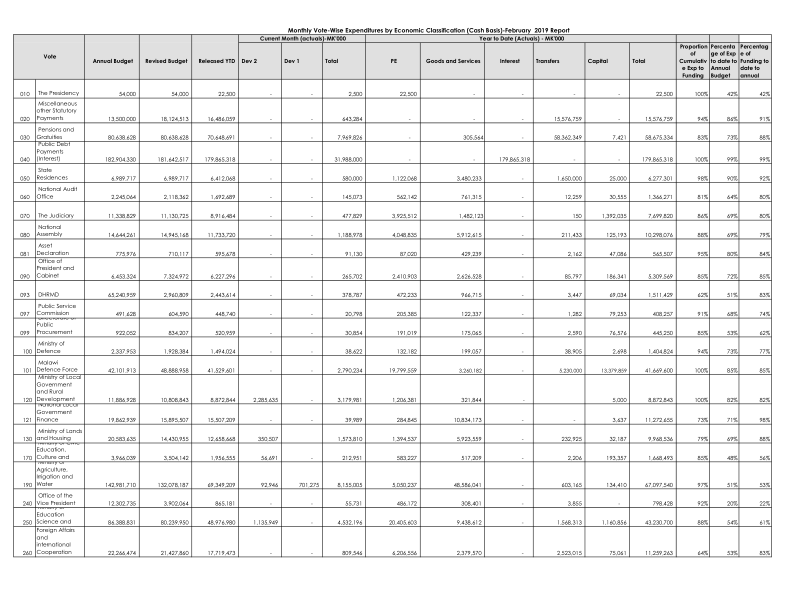 Monthly Vote-Wise Expenditures by Economic Classification (Cash Basis)-February 2019 Report
Current Month (actuals)-MK'000 Year to Date (Actuals) - MK'000
Vote Annual Budget Revised Budget Released YTD Dev 2 Dev 1 Total PE Goods and Services Interest Transfers Capital Total Proportion of Cumulative Exp to Funding Percentage of Exp to date to Annual Budget Percentage of Funding to date to annual
010 The Presidency 54,000 54,000 22,500 - - 2,500 22,500 - - - - 22,500 100% 42% 42%
020 Miscellaneous other Statutory Payments 13,500,000 18,124,513 16,486,059 - - 643,284 - - - 15,576,759 - 15,576,759 94% 86% 91%
030 Pensions and Gratuities 80,638,628 80,638,628 70,648,691 - - 7,969,826 - 305,564 - 58,362,349 7,421 58,675,334 83% 73% 88%
040 Public Debt Payments (Interest) 182,904,330 181,642,517 179,865,318 - - 31,988,000 - - 179,865,318 - - 179,865,318 100% 99% 99%
050 State Residences 6,989,717 6,989,717 6,412,068 - - 580,000 1,122,068 3,480,233 - 1,650,000 25,000 6,277,301 98% 90% 92%
060 National Audit Office 2,245,064 2,118,362 1,692,689 - - 145,073 562,142 761,315 - 12,259 30,555 1,366,271 81% 64% 80%
070 The Judiciary 11,338,829 11,130,725 8,916,484 - - 477,829 3,925,512 1,482,123 - 150 1,392,035 7,699,820 86% 69% 80%
080 National Assembly 14,644,261 14,945,168 11,733,720 - - 1,188,978 4,048,835 5,912,615 - 211,433 125,193 10,298,076 88% 69% 79%
081 Asset Declaration 775,976 710,931 595,678 - - 91,130 87,020 429,239 - 2,162 47,086 565,507 95% 80% 84%
090 Office of President and Cabinet 6,453,324 7,324,972 6,227,296 - - 265,702 2,410,903 2,626,528 - 85,797 186,341 5,309,569 85% 72% 85%
093 DHRMD 65,240,959 2,960,809 2,443,614 - - 378,787 472,233 966,715 - 3,447 69,034 1,511,429 62% 51% 83%
097 Public Service Commission 491,628 604,590 448,740 - - 20,798 205,385 122,337 - 1,282 79,253 408,257 91% 68% 74%
099 Public Procurement 922,052 834,207 520,959 - - 30,854 191,019 175,065 - 2,590 76,576 445,250 85% 53% 62%
100 Ministry of Defence 2,337,953 1,928,384 1,494,024 - - 38,622 132,182 199,057 - 38,905 2,698 1,404,824 94% 73% 77%
101 Malawi Defence Force 42,101,913 48,888,958 41,529,601 - - 2,790,234 19,799,559 3,260,182 - 5,230,000 13,379,859 41,669,600 100% 85% 85%
120 Ministry of Local Government and Rural Development 11,886,928 10,808,843 8,872,844 2,285,635 - 3,179,981 1,206,381 321,844 - - 5,000 8,872,843 100% 82% 82%
121 Government Finance 19,862,939 15,895,507 15,507,209 - - 39,989 284,845 10,834,173 - - 3,637 11,272,655 73% 71% 98%
130 Ministry of Lands and Housing 20,583,635 14,430,955 12,658,668 350,507 - 1,573,810 1,394,537 5,923,559 - 232,925 32,187 9,968,536 79% 69% 88%
170 Education, Culture and 3,966,039 3,504,142 1,956,555 56,691 - 212,956 583,227 517,209 - 2,206 193,357 1,668,493 85% 48% 56%
190 Agriculture, Irrigation and Water 142,981,710 132,078,187 69,349,209 92,946 701,275 8,155,005 5,050,237 48,586,041 - 603,165 134,410 67,097,540 97% 51% 53%
240 Office of the Vice President 12,302,735 3,902,064 865,181 - - 55,731 486,172 308,401 - 3,855 - 798,428 92% 20% 22%
250 Education Science and 86,388,831 80,239,950 48,976,980 1,135,949 - 4,532,196 20,405,603 9,438,612 - 1,568,313 1,160,856 43,230,700 88% 54% 61%
260 Foreign Affairs and International Cooperation 22,266,474 21,427,860 17,719,473 - - 809,546 6,206,556 2,379,570 - 2,523,015 75,061 11,259,263 64% 53% 83%